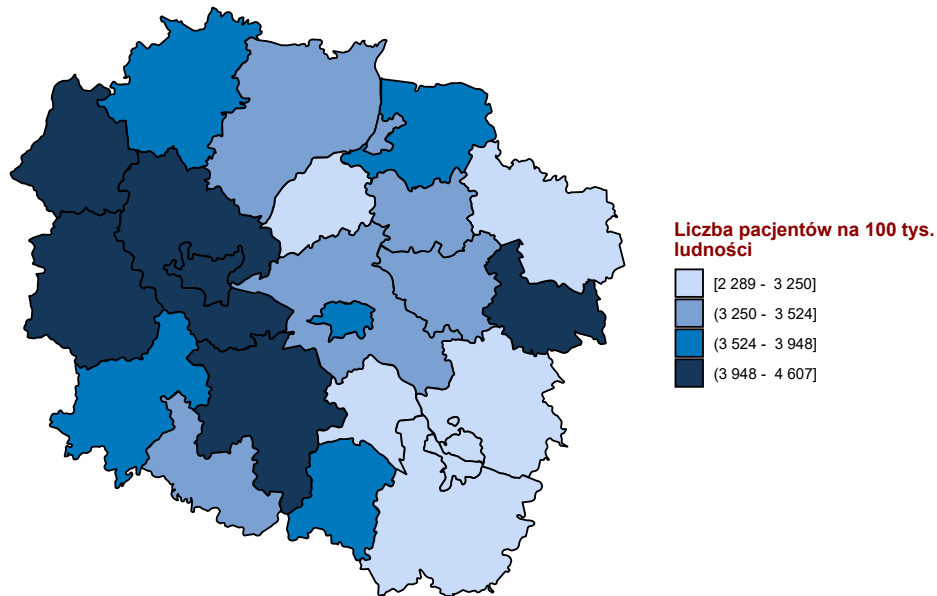 Liczba pacjentów na 100 tys.
ludności
[2 289 - 3 250]
(3 250 - 3 524]
(3 524 - 3 948]
(3 948 - 4 607]